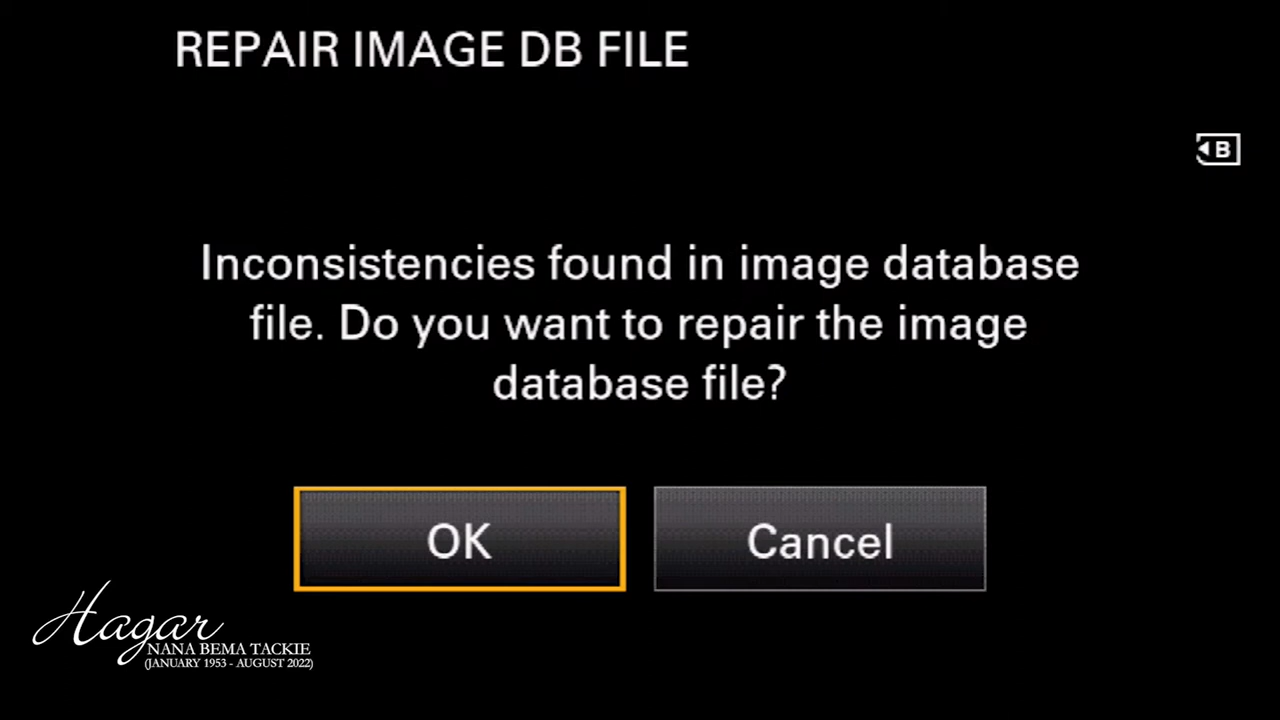 REPAIR IMAGE DB FILE
B
Inconsistencies found in image database
file. Do you want to repair the image
database file?
OK
Cancel
Hagar
NANA BEMA TACKIE
(JANUARY 1953 - AUGUST 2022)